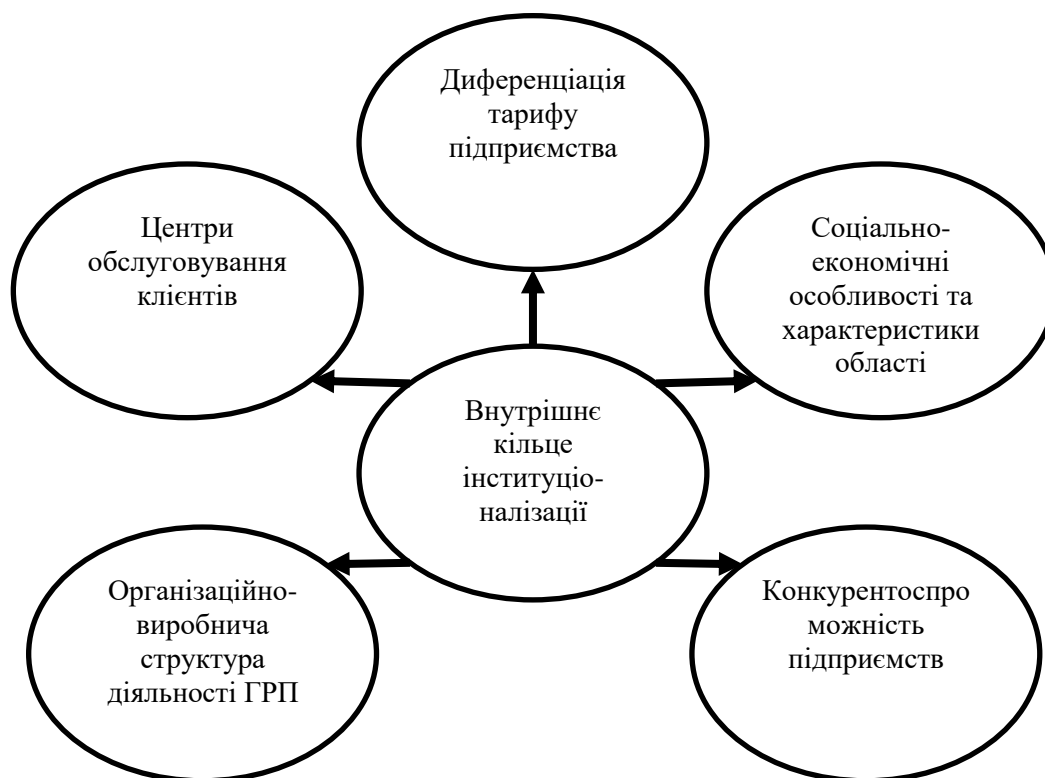 Диференціація
тарифу
підприємства
Центри
обслуговування
клієнтів
Соціально-
економічні
особливості та
характеристики
області
Внутрішнє
кільце
інституціо-
налізації
Організаційно-
виробнича
структура
діяльності ГРП
Конкурентоспро
можність
підприємств